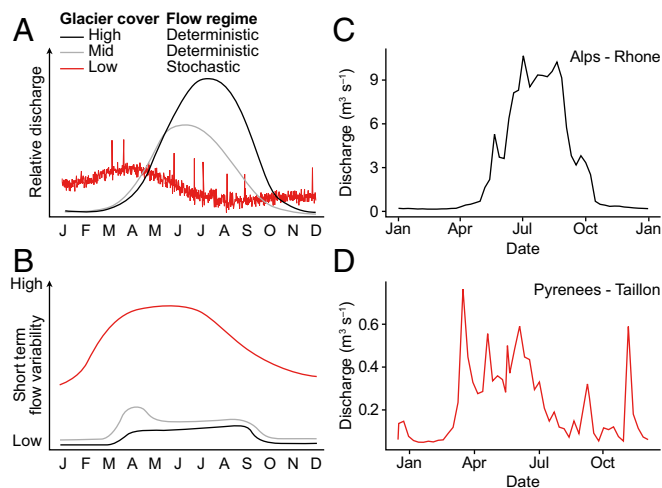 A
Glacier cover Flow regime
High Deterministic
Mid Deterministic
Low Stochastic
Relative discharge
J F M A M J J A S O N D
B
High
Short term
flow variability
Low
J F M A M J J A S O N D
C
Alps - Rhone
Discharge (m³ s⁻¹)
9
6
3
0
Jan Apr Jul Oct Jan
Date
D
Pyrenees - Taillon
Discharge (m³ s⁻¹)
0.6
0.4
0.2
Jan Apr Jul Oct
Date